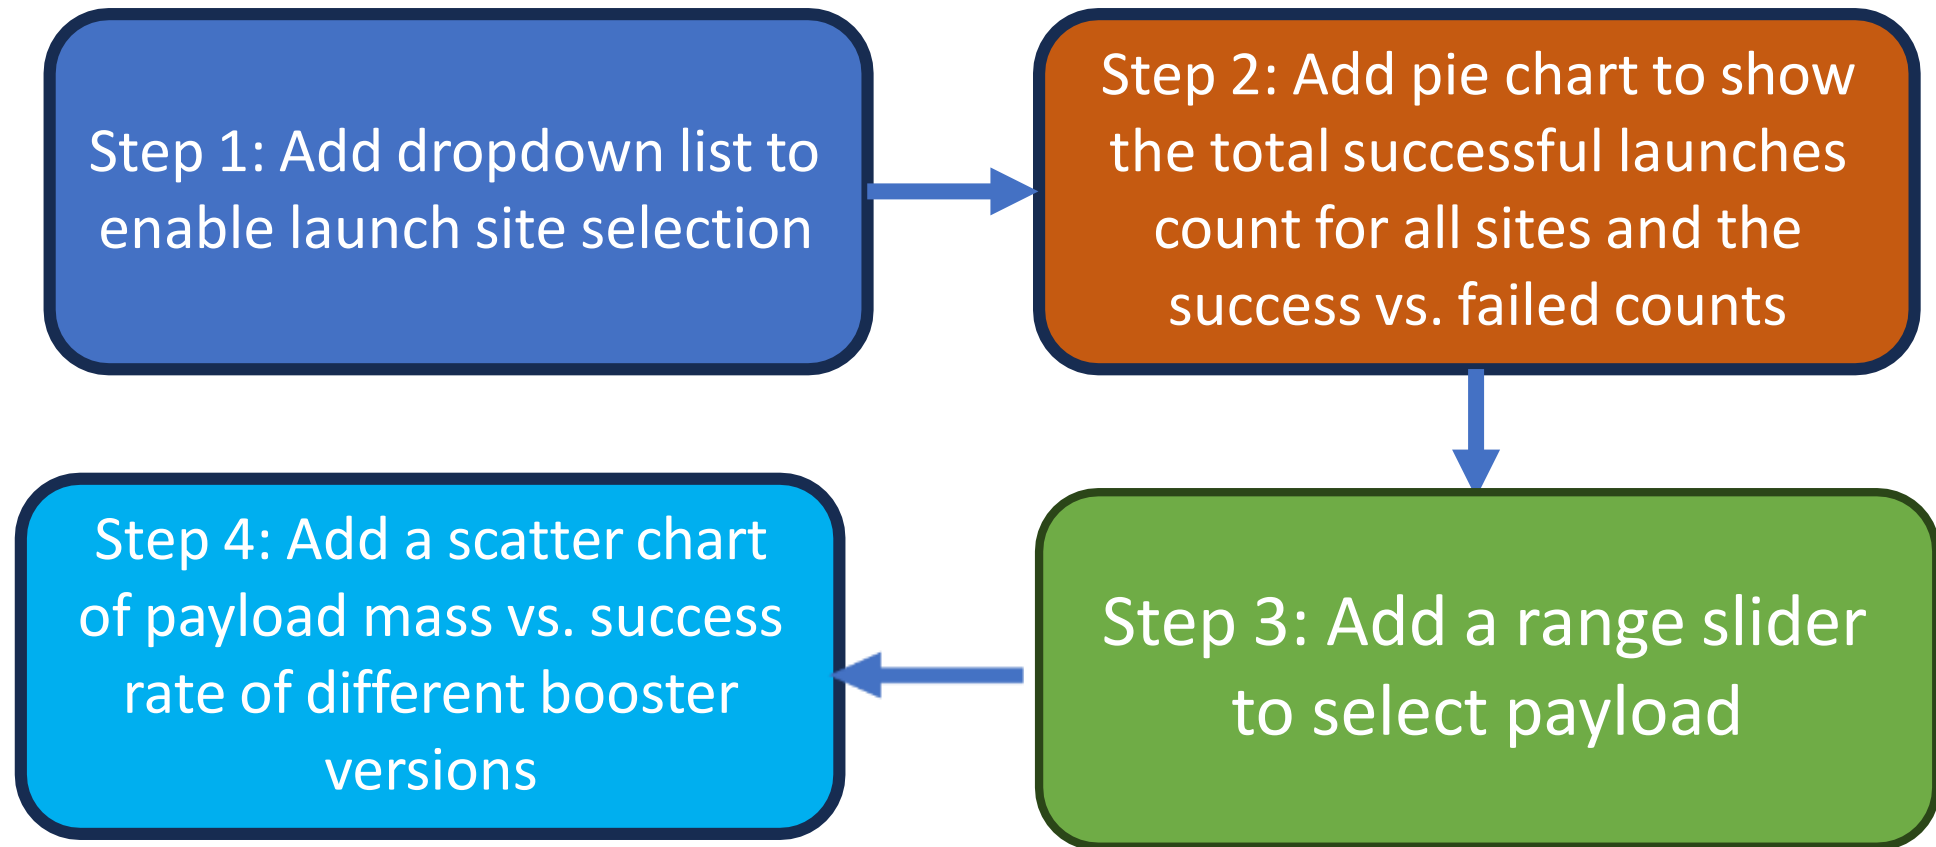 Step 1: Add dropdown list to
enable launch site selection
Step 2: Add pie chart to show
the total successful launches
count for all sites and the
success vs. failed counts
Step 3: Add a range slider
to select payload
Step 4: Add a scatter chart
of payload mass vs. success
rate of different booster
versions